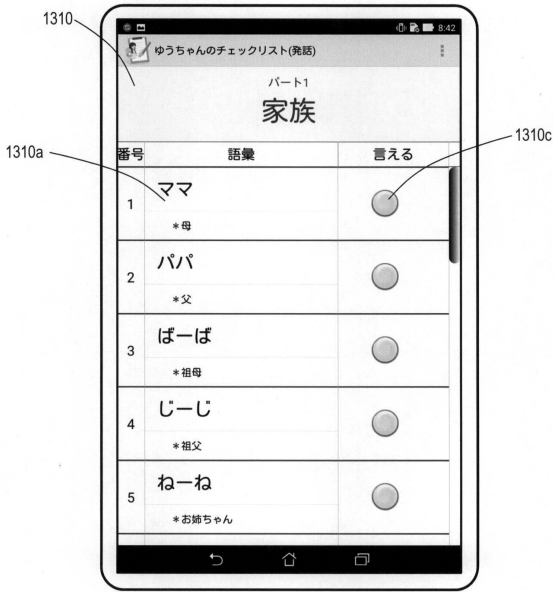 1310
8:42
ゆうちゃんのチェックリスト(発話)
パート1
家族
1310c
1310a
番号 語彙 言える
1 ママ
*母
2 パパ
*父
3 ばーば
*祖母
4 じーじ
*祖父
5 ねーね
*お姉ちゃん